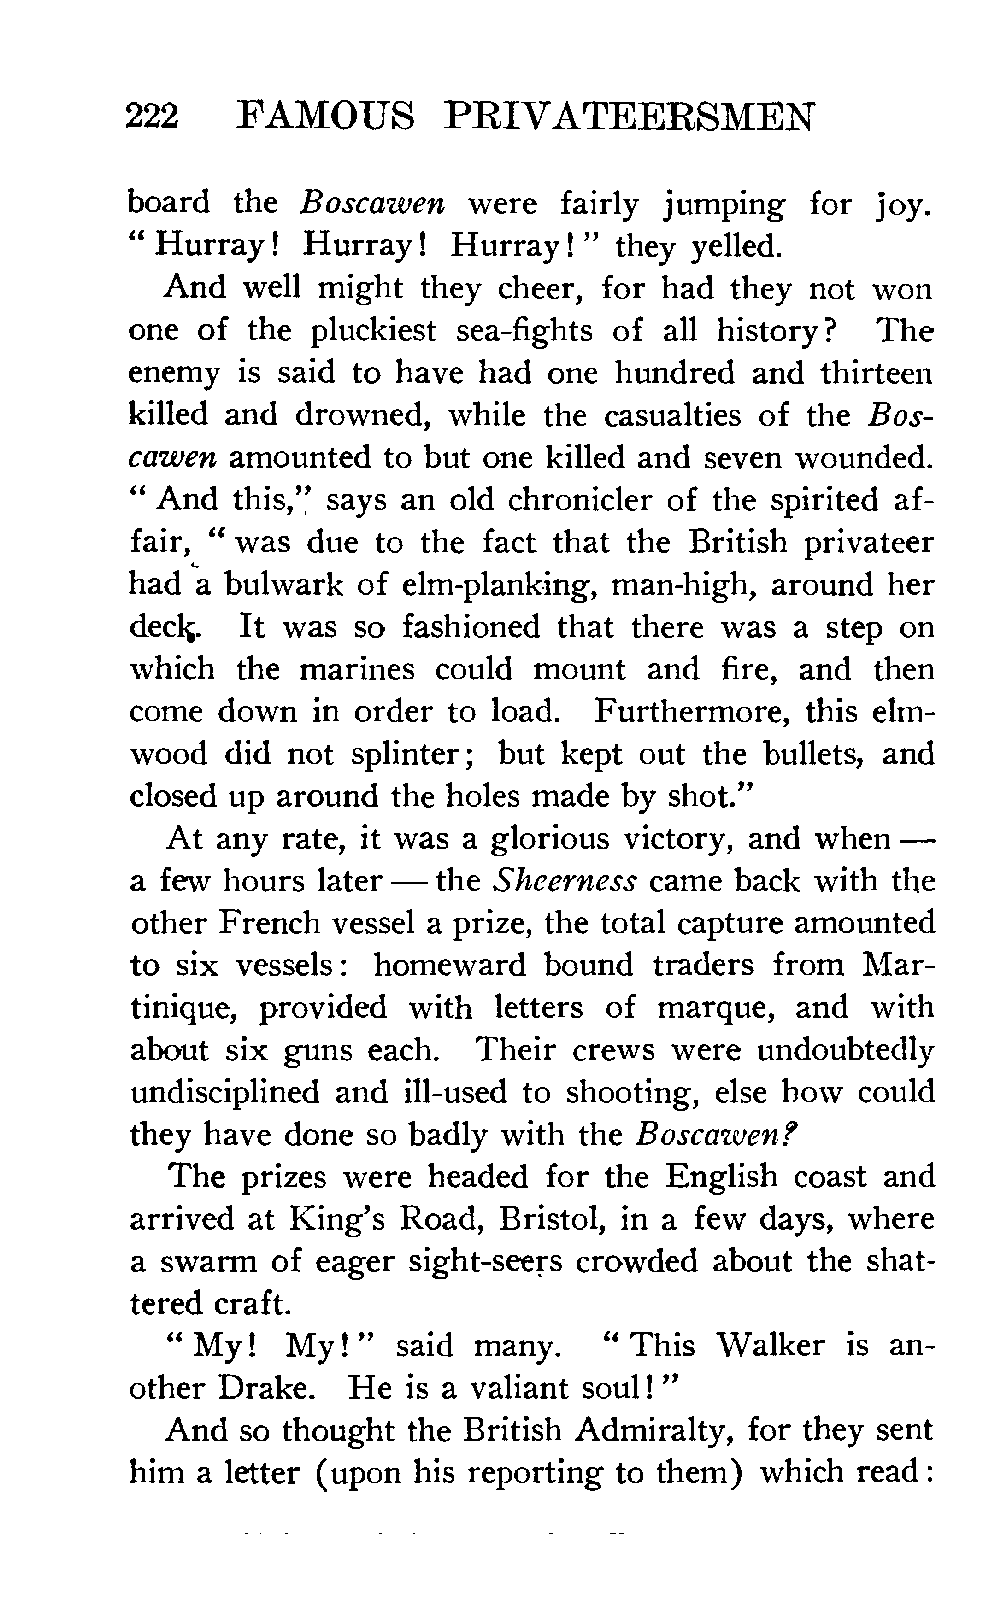 222 FAMOUS PRIVATEERSMEN
board the Boscawen were fairly jumping for joy.
" Hurray! Hurray! Hurray! " they yelled.
And well might they cheer, for had they not won
one of the pluckiest sea-fights of all history? The
enemy is said to have had one hundred and thirteen
killed and drowned, while the casualties of the Bos-
cawen amounted to but one killed and seven wounded.
" And this," says an old chronicler of the spirited af-
fair, " was due to the fact that the British privateer
had a bulwark of elm-planking, man-high, around her
deck. It was so fashioned that there was a step on
which the marines could mount and fire, and then
come down in order to load. Furthermore, this elm-
wood did not splinter; but kept out the bullets, and
closed up around the holes made by shot."
At any rate, it was a glorious victory, and when —
a few hours later — the Sheerness came back with the
other French vessel a prize, the total capture amounted
to six vessels: homeward bound traders from Mar-
tinique, provided with letters of marque, and with
about six guns each. Their crews were undoubtedly
undisciplined and ill-used to shooting, else how could
they have done so badly with the Boscawen?
The prizes were headed for the English coast and
arrived at King's Road, Bristol, in a few days, where
a swarm of eager sight-seers crowded about the shat-
tered craft.
" My! My! " said many. " This Walker is an-
other Drake. He is a valiant soul! "
And so thought the British Admiralty, for they sent
him a letter (upon his reporting to them) which read: